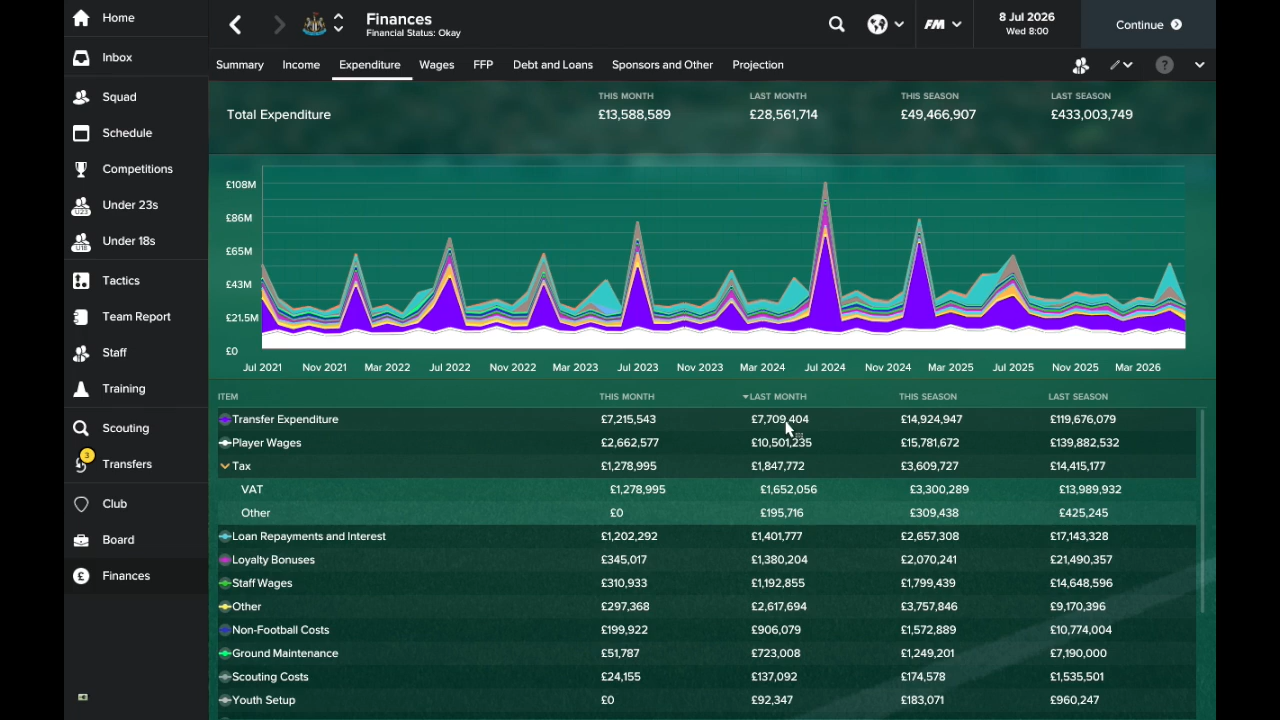 Home
Inbox
Squad
Schedule
Competitions
U23 Under 23s
U18 Under 18s
Tactics
Team Report
Staff
Training
Scouting
3 Transfers
Club
Board
£ Finances
Finances
Financial Status: Okay
FM
8 Jul 2026
Wed 8:00
Continue
Summary Income Expenditure Wages FFP Debt and Loans Sponsors and Other Projection ?
THIS MONTH LAST MONTH THIS SEASON LAST SEASON
Total Expenditure £13,588,589 £28,561,714 £49,466,907 £433,003,749
£108M
£86M
£65M
£43M
£21.5M
£0
Jul 2021 Nov 2021 Mar 2022 Jul 2022 Nov 2022 Mar 2023 Jul 2023 Nov 2023 Mar 2024 Jul 2024 Nov 2024 Mar 2025 Jul 2025 Nov 2025 Mar 2026
ITEM THIS MONTH LAST MONTH THIS SEASON LAST SEASON
Transfer Expenditure £7,215,543 £7,709,404 £14,924,947 £119,676,079
Player Wages £2,662,577 £10,501,235 £15,781,672 £139,882,532
Tax £1,278,995 £1,847,772 £3,609,727 £14,415,177
VAT £1,278,995 £1,652,056 £3,300,289 £13,989,932
Other £0 £195,716 £309,438 £425,245
Loan Repayments and Interest £1,202,292 £1,401,777 £2,657,308 £17,143,328
Loyalty Bonuses £345,017 £1,380,204 £2,070,241 £21,490,357
Staff Wages £310,933 £1,192,855 £1,799,439 £14,648,596
Other £297,368 £2,617,694 £3,757,846 £9,170,396
Non-Football Costs £199,922 £906,079 £1,572,889 £10,774,004
Ground Maintenance £51,787 £723,008 £1,249,201 £7,190,000
Scouting Costs £24,155 £137,092 £174,578 £1,535,501
Youth Setup £0 £92,347 £183,071 £960,247